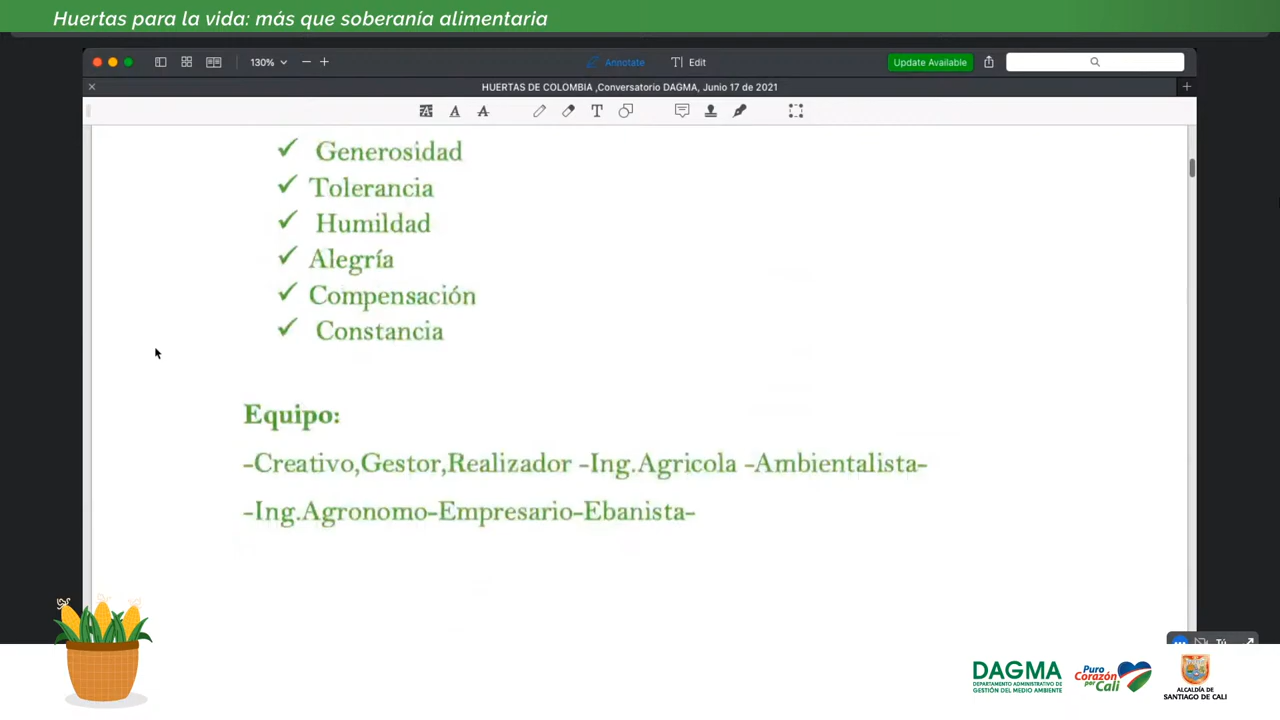 Huertas para la vida: más que soberanía alimentaria
130%
Annotate
Edit
Update Available
HUERTAS DE COLOMBIA ,Conversatorio DAGMA, Junio 17 de 2021
Generosidad
Tolerancia
Humildad
Alegría
Compensación
Constancia
Equipo:
-Creativo,Gestor,Realizador -Ing.Agricola -Ambientalista-
-Ing.Agronomo-Empresario-Ebanista-
Tú
DAGMA
DEPARTAMENTO ADMINISTRATIVO DE
GESTIÓN DEL MEDIO AMBIENTE
Puro
Corazón
por Cali
ALCALDÍA DE
SANTIAGO DE CALI